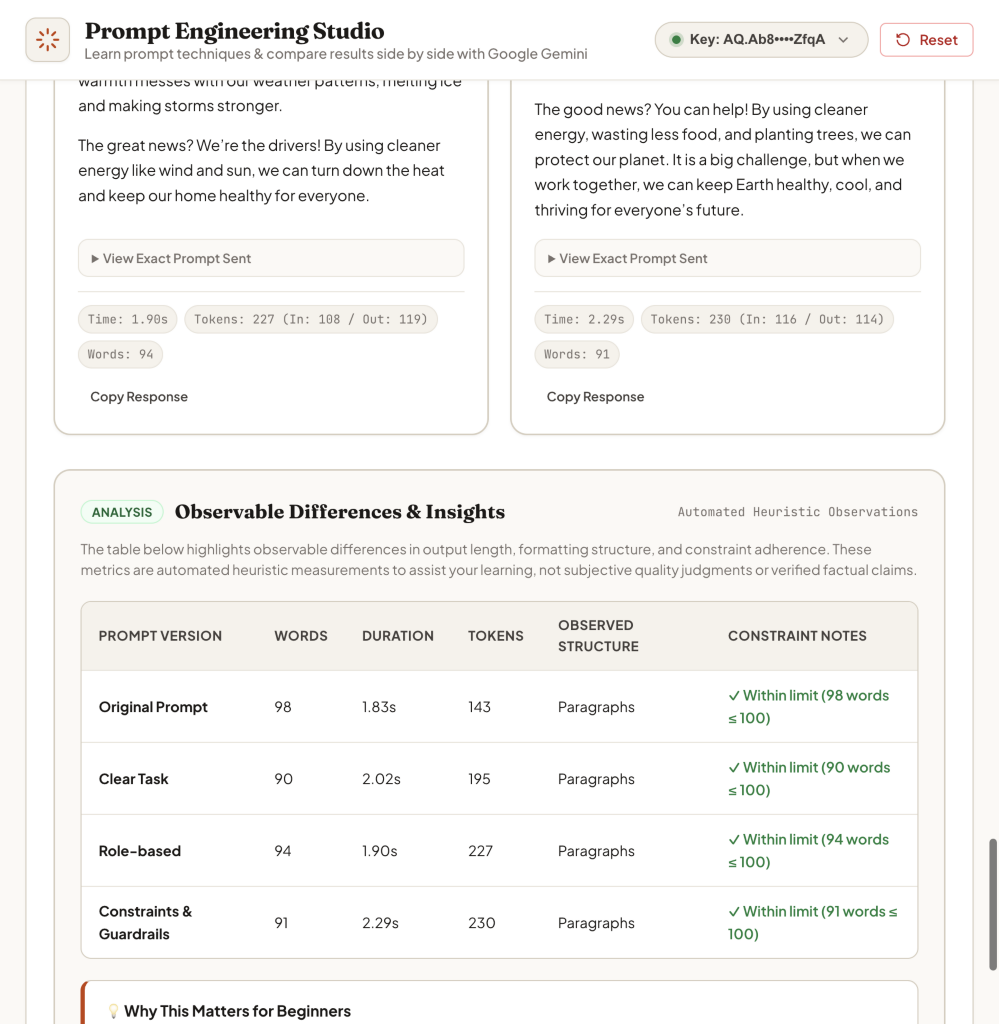 Prompt Engineering Studio
Learn prompt techniques & compare results side by side with Google Gemini
Key: AQ.Ab8••••ZfqA
Reset
warmth messes with our weather patterns, melting ice
and making storms stronger.
The great news? We’re the drivers! By using cleaner
energy like wind and sun, we can turn down the heat
and keep our home healthy for everyone.
▶ View Exact Prompt Sent
Time: 1.90s
Tokens: 227 (In: 108 / Out: 119)
Words: 94
Copy Response
The good news? You can help! By using cleaner
energy, wasting less food, and planting trees, we can
protect our planet. It is a big challenge, but when we
work together, we can keep Earth healthy, cool, and
thriving for everyone’s future.
▶ View Exact Prompt Sent
Time: 2.29s
Tokens: 230 (In: 116 / Out: 114)
Words: 91
Copy Response
ANALYSIS
Observable Differences & Insights
Automated Heuristic Observations
The table below highlights observable differences in output length, formatting structure, and constraint adherence. These
metrics are automated heuristic measurements to assist your learning, not subjective quality judgments or verified factual claims.
PROMPT VERSION WORDS DURATION TOKENS OBSERVED STRUCTURE CONSTRAINT NOTES
Original Prompt 98 1.83s 143 Paragraphs ✓ Within limit (98 words ≤ 100)
Clear Task 90 2.02s 195 Paragraphs ✓ Within limit (90 words ≤ 100)
Role-based 94 1.90s 227 Paragraphs ✓ Within limit (94 words ≤ 100)
Constraints & Guardrails 91 2.29s 230 Paragraphs ✓ Within limit (91 words ≤ 100)
💡 Why This Matters for Beginners